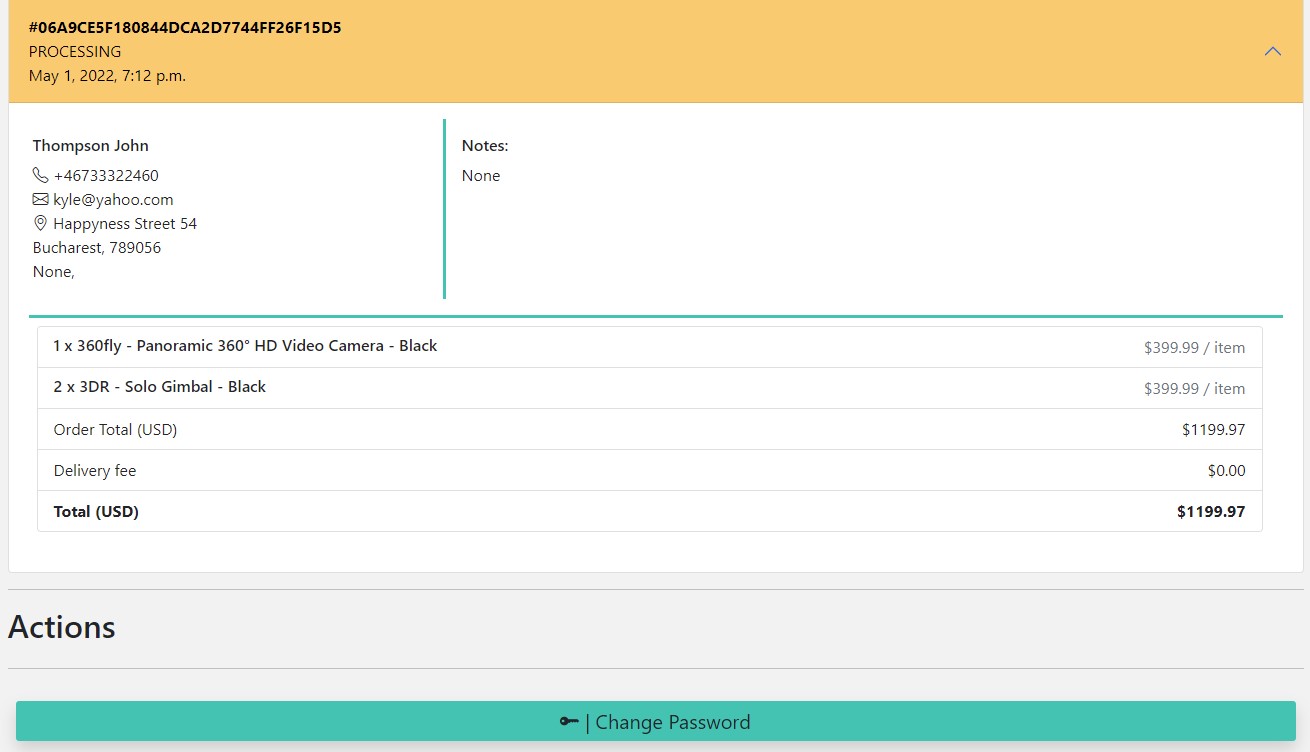 #06A9CE5F180844DCA2D7744FF26F15D5
PROCESSING
May 1, 2022, 7:12 p.m.
Thompson John
+46733322460
kyle@yahoo.com
Happyness Street 54
Bucharest, 789056
None,
Notes:
None
1 x 360fly - Panoramic 360° HD Video Camera - Black $399.99 / item
2 x 3DR - Solo Gimbal - Black $399.99 / item
Order Total (USD) $1199.97
Delivery fee $0.00
Total (USD) $1199.97
Actions
| Change Password